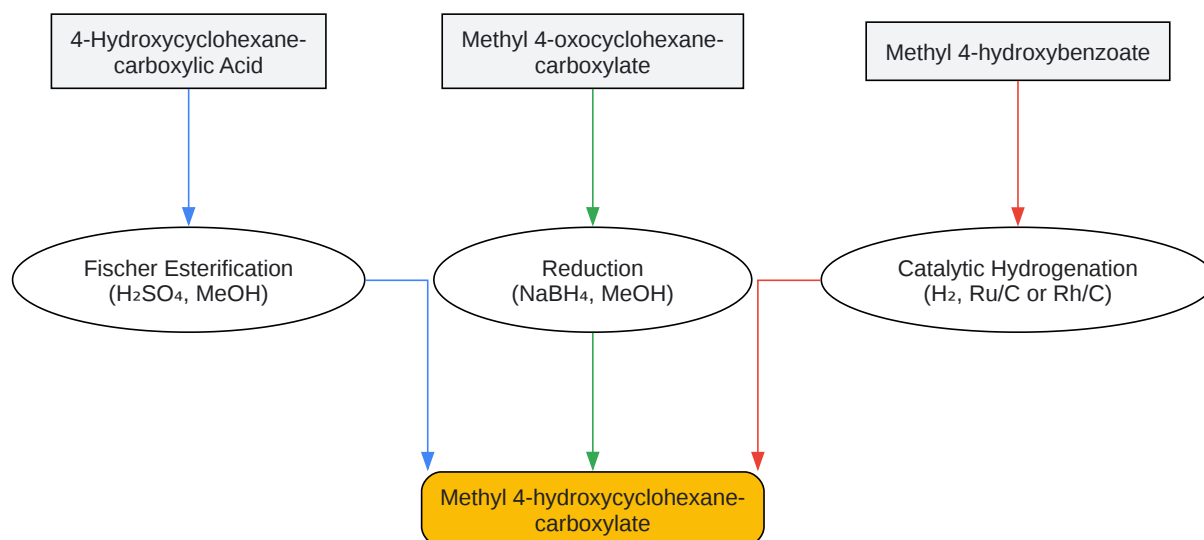 4-Hydroxycyclohexane-
carboxylic Acid
Methyl 4-oxocyclohexane-
carboxylate
Methyl 4-hydroxybenzoate
Fischer Esterification
(H₂SO₄, MeOH)
Reduction
(NaBH₄, MeOH)
Catalytic Hydrogenation
(H₂, Ru/C or Rh/C)
Methyl 4-hydroxycyclohexane-
carboxylate